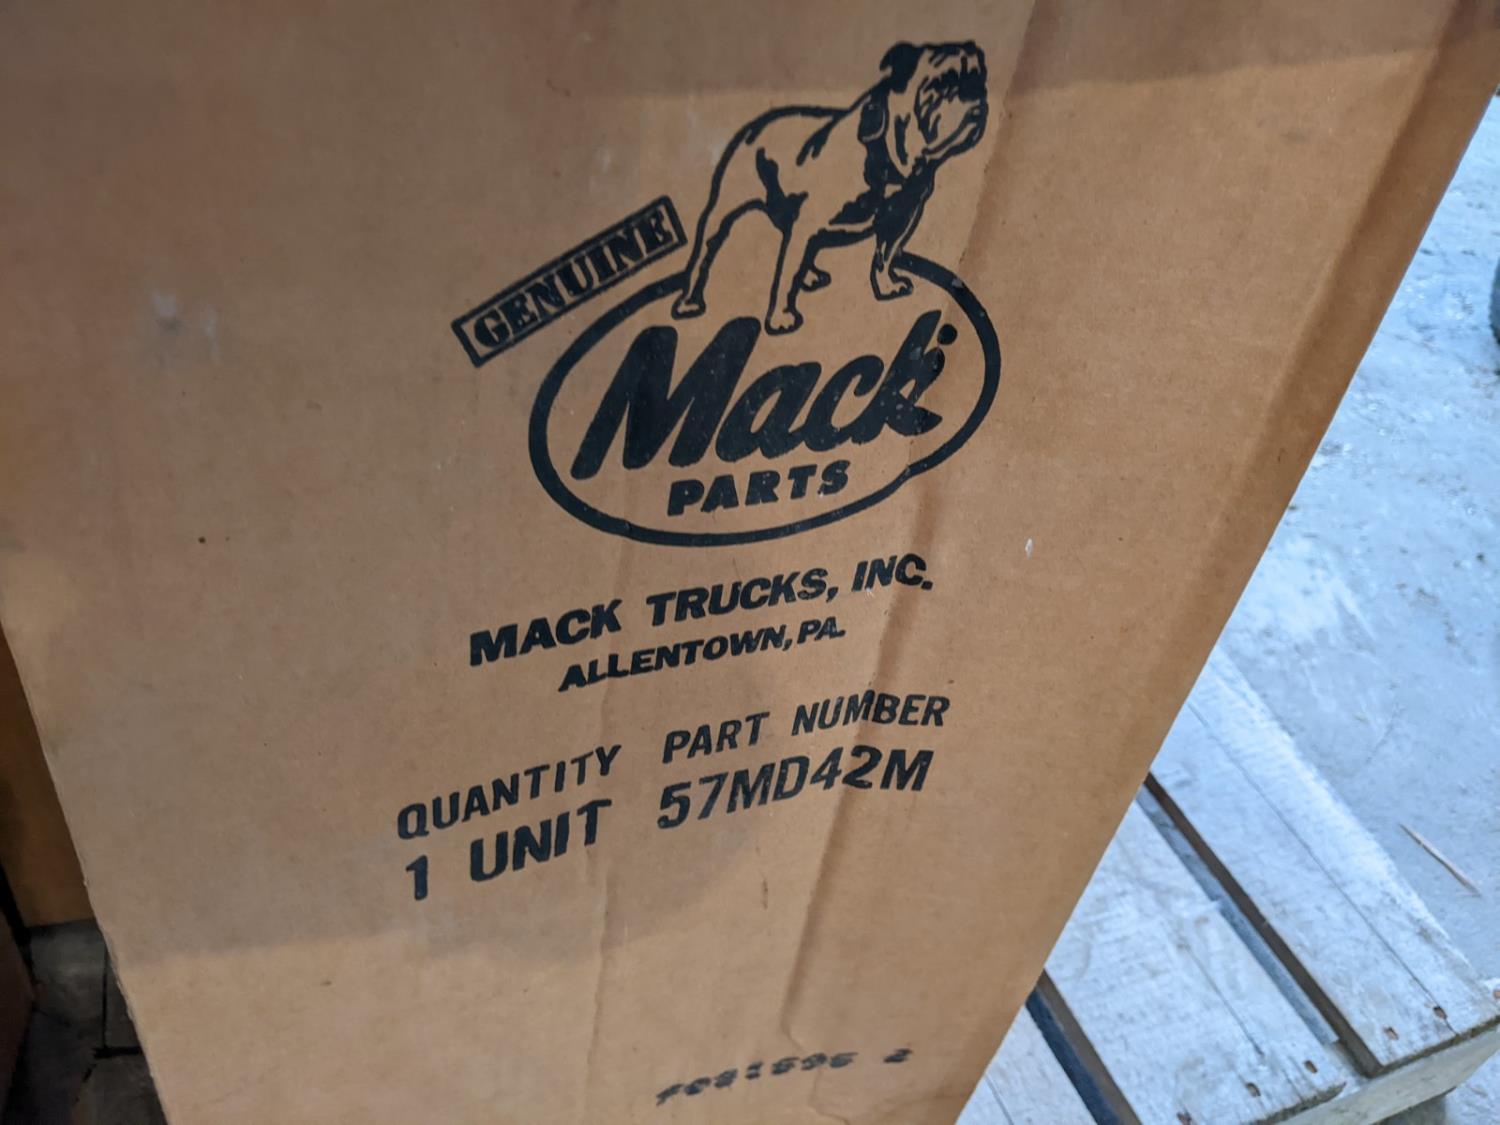 GENUINE
Mack
PARTS
MACK TRUCKS, INC.
ALLENTOWN, PA.
QUANTITY PART NUMBER
1 UNIT 57MD42M